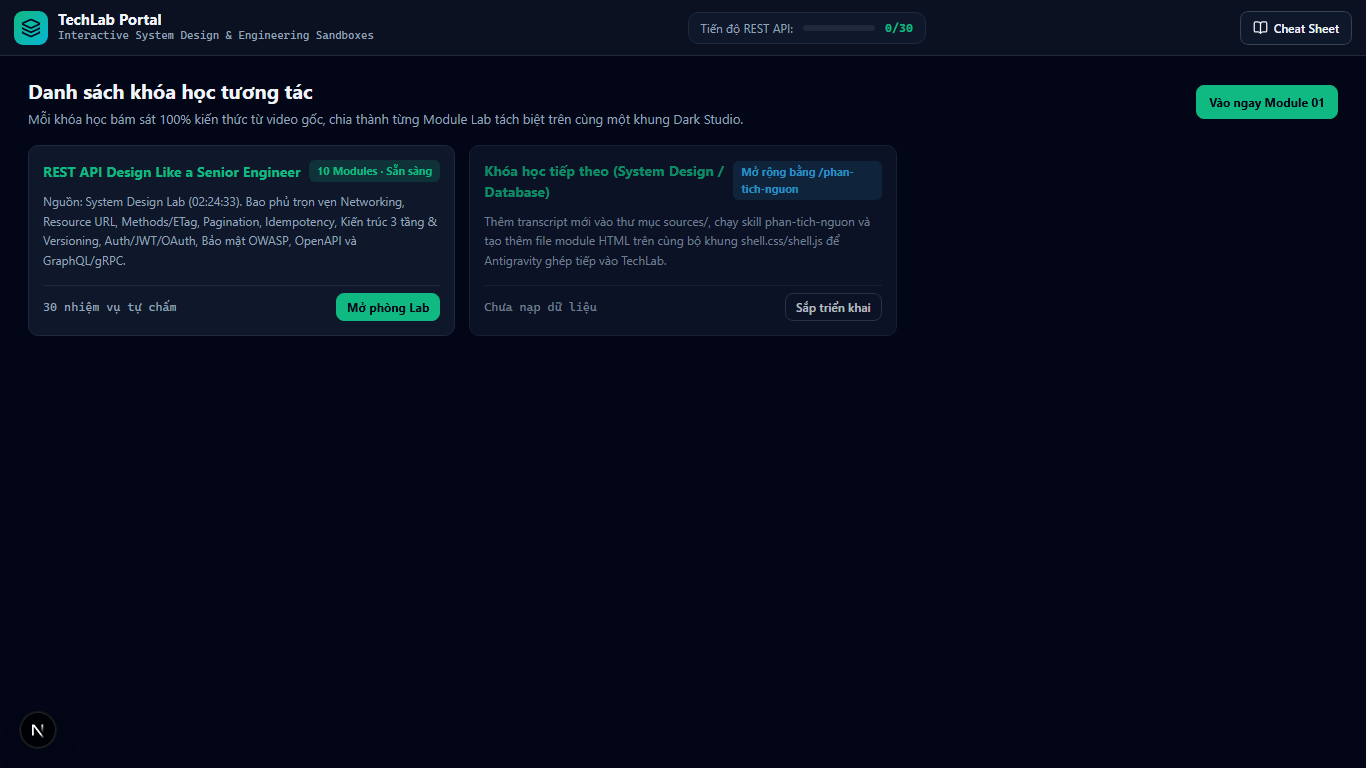 TechLab Portal
Interactive System Design & Engineering Sandboxes
Tiến độ REST API:
0/30
Cheat Sheet
Danh sách khóa học tương tác
Mỗi khóa học bám sát 100% kiến thức từ video gốc, chia thành từng Module Lab tách biệt trên cùng một khung Dark Studio.
Vào ngay Module 01
REST API Design Like a Senior Engineer
10 Modules · Sẵn sàng
Nguồn: System Design Lab (02:24:33). Bao phủ trọn vẹn Networking,
Resource URL, Methods/ETag, Pagination, Idempotency, Kiến trúc 3 tầng &
Versioning, Auth/JWT/OAuth, Bảo mật OWASP, OpenAPI và
GraphQL/gRPC.
30 nhiệm vụ tự chấm
Mở phòng Lab
Khóa học tiếp theo (System Design /
Database)
Mở rộng bằng /phan-
tich-nguon
Thêm transcript mới vào thư mục sources/, chạy skill phan-tich-nguon và
tạo thêm file module HTML trên cùng bộ khung shell.css/shell.js để
Antigravity ghép tiếp vào TechLab.
Chưa nạp dữ liệu
Sắp triển khai
N